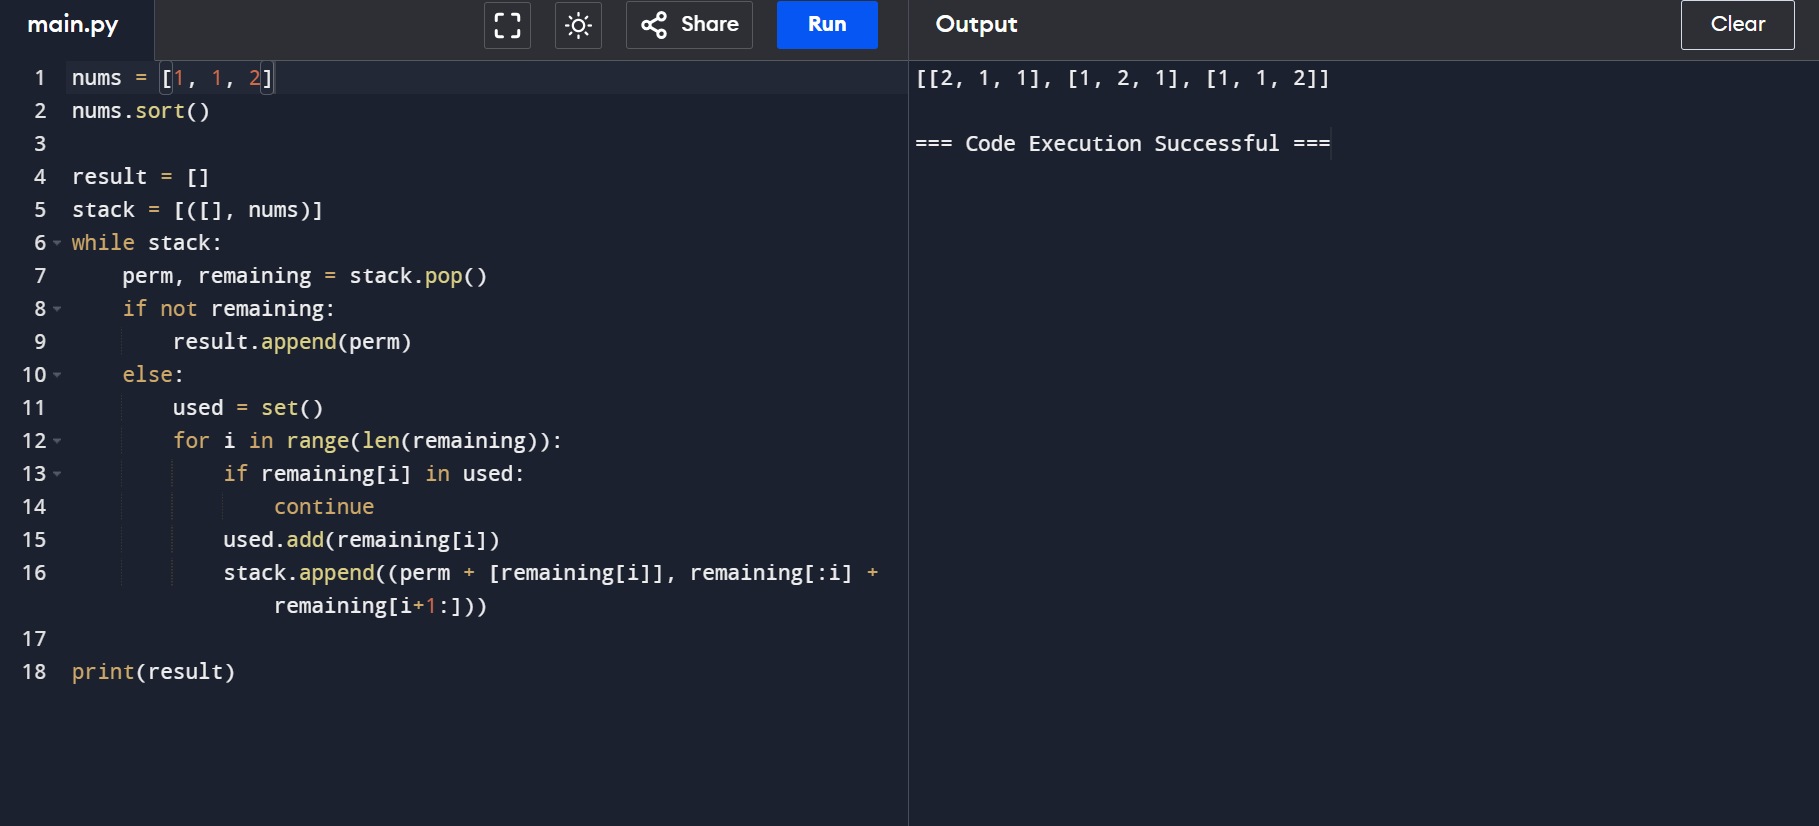 main.py
Share
Run
Output
Clear
1 nums = [1, 1, 2]
2 nums.sort()
3
4 result = []
5 stack = [([], nums)]
6 while stack:
7     perm, remaining = stack.pop()
8     if not remaining:
9         result.append(perm)
10     else:
11         used = set()
12         for i in range(len(remaining)):
13             if remaining[i] in used:
14                 continue
15             used.add(remaining[i])
16             stack.append((perm + [remaining[i]], remaining[:i] +
                remaining[i+1:]))
17
18 print(result)
[[2, 1, 1], [1, 2, 1], [1, 1, 2]]
=== Code Execution Successful ===